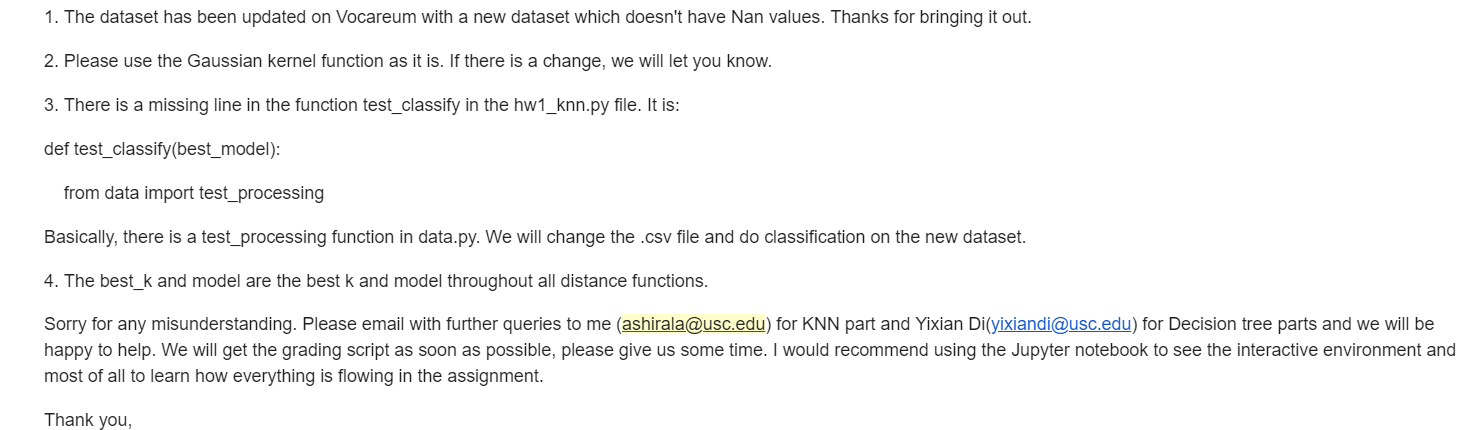 1. The dataset has been updated on Vocareum with a new dataset which doesn't have Nan values. Thanks for bringing it out.
2. Please use the Gaussian kernel function as it is. If there is a change, we will let you know.
3. There is a missing line in the function test_classify in the hw1_knn.py file. It is:
def test_classify(best_model):
from data import test_processing
Basically, there is a test_processing function in data.py. We will change the .csv file and do classification on the new dataset.
4. The best_k and model are the best k and model throughout all distance functions.
Sorry for any misunderstanding. Please email with further queries to me (ashirala@usc.edu) for KNN part and Yixian Di(yixiandi@usc.edu) for Decision tree parts and we will be
happy to help. We will get the grading script as soon as possible, please give us some time. I would recommend using the Jupyter notebook to see the interactive environment and
most of all to learn how everything is flowing in the assignment.
Thank you,